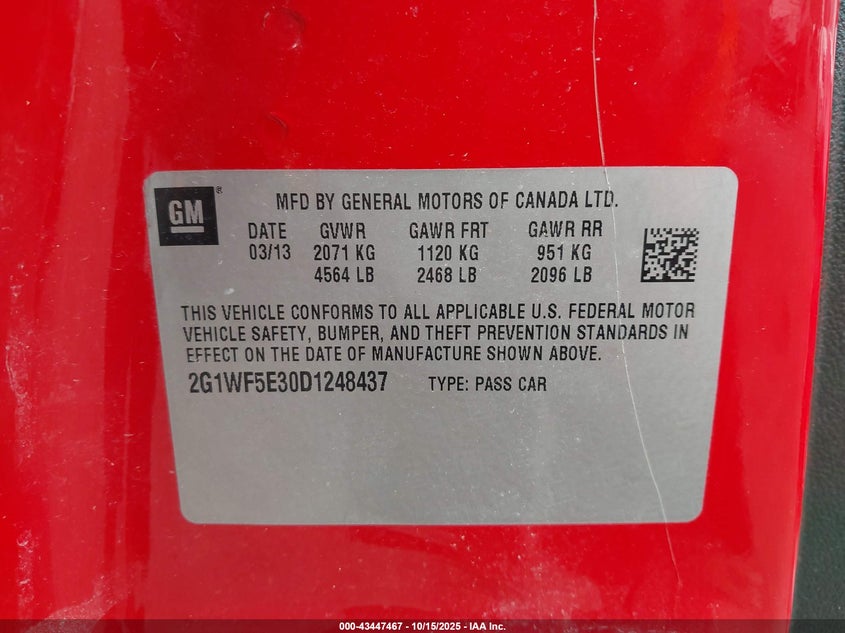 GM ®
MFD BY GENERAL MOTORS OF CANADA LTD.
DATE GVWR GAWR FRT GAWR RR
03/13 2071 KG 1120 KG 951 KG
4564 LB 2468 LB 2096 LB
THIS VEHICLE CONFORMS TO ALL APPLICABLE U.S. FEDERAL MOTOR
VEHICLE SAFETY, BUMPER, AND THEFT PREVENTION STANDARDS IN
EFFECT ON THE DATE OF MANUFACTURE SHOWN ABOVE.
2G1WF5E30D1248437 TYPE: PASS CAR
000-43447467 - 10/15/2025 - IAA Inc.